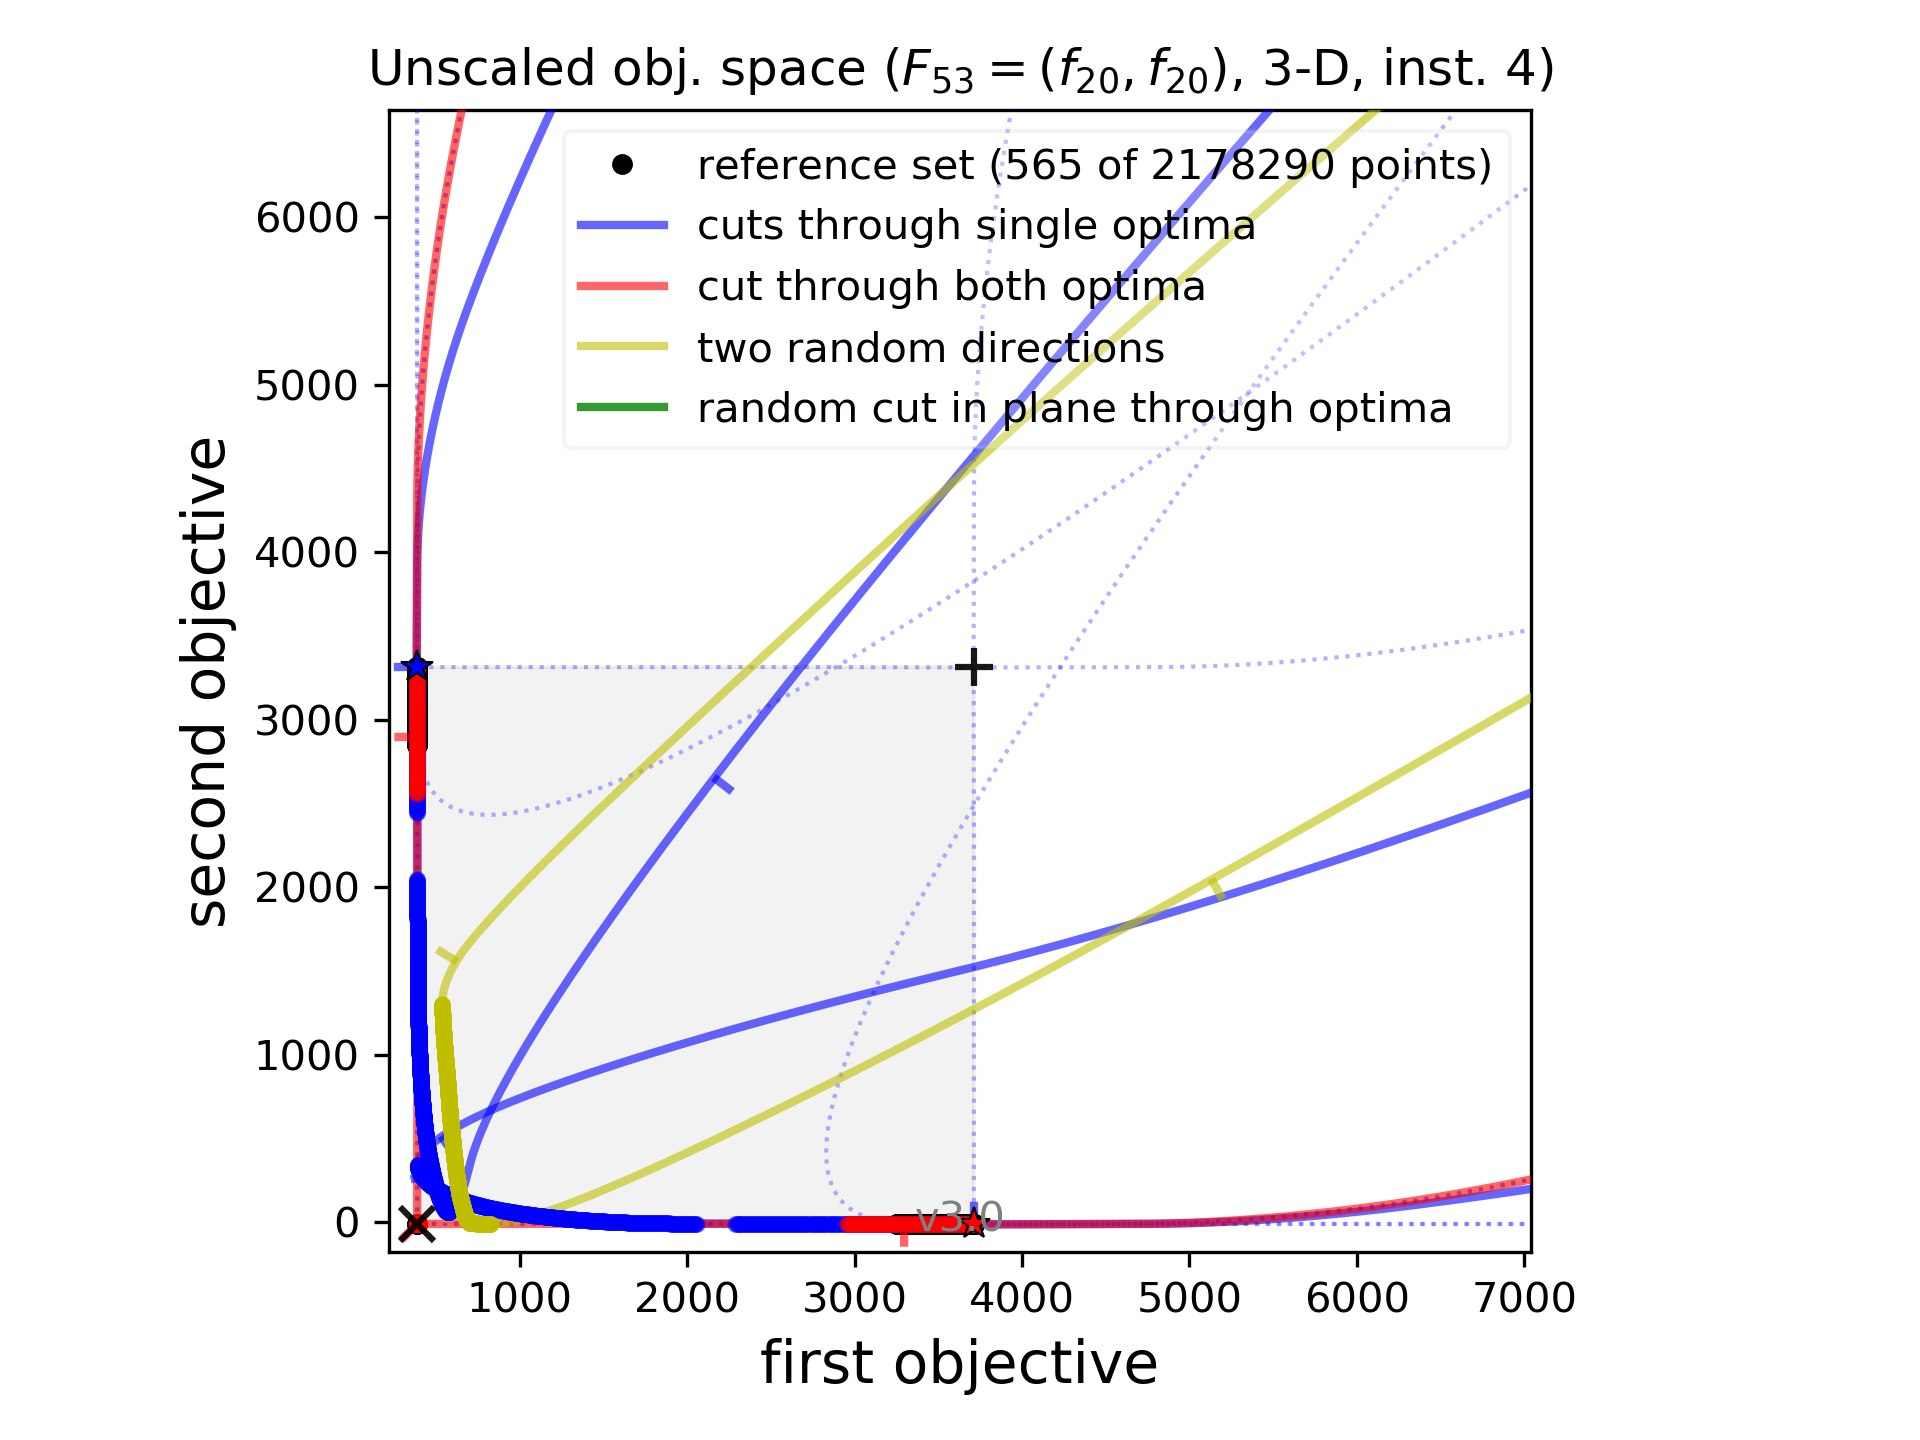 Unscaled obj. space (F53 = (f20, f20), 3-D, inst. 4)
reference set (565 of 2178290 points)
cuts through single optima
cut through both optima
two random directions
random cut in plane through optima
6000
5000
4000
3000
2000
1000
0
second objective
v3.0
1000 2000 3000 4000 5000 6000 7000
first objective